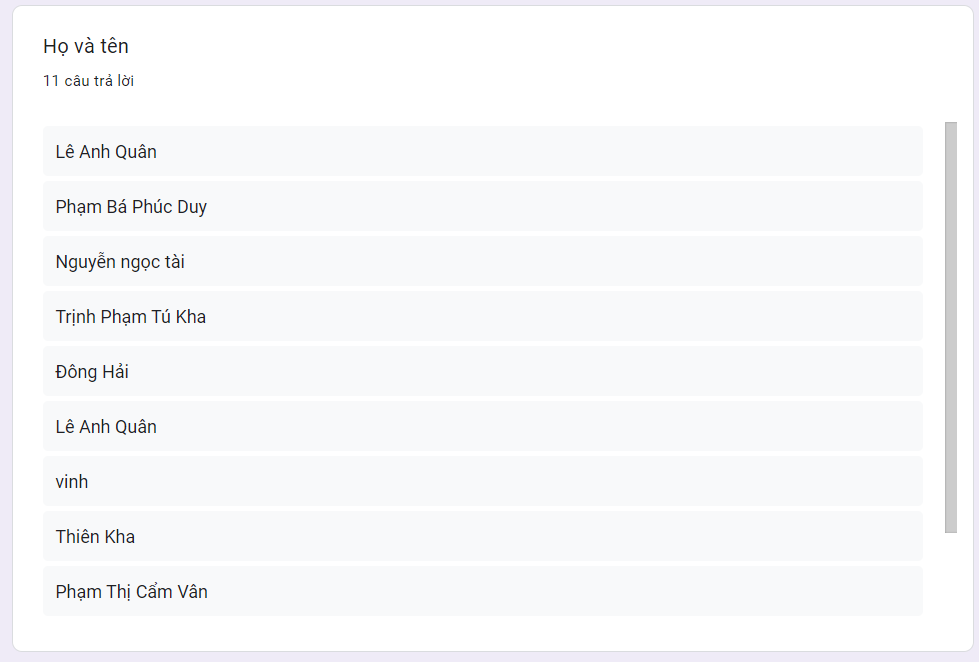 Họ và tên
11 câu trả lời
Lê Anh Quân
Phạm Bá Phúc Duy
Nguyễn ngọc tài
Trịnh Phạm Tú Kha
Đông Hải
Lê Anh Quân
vinh
Thiên Kha
Phạm Thị Cẩm Vân